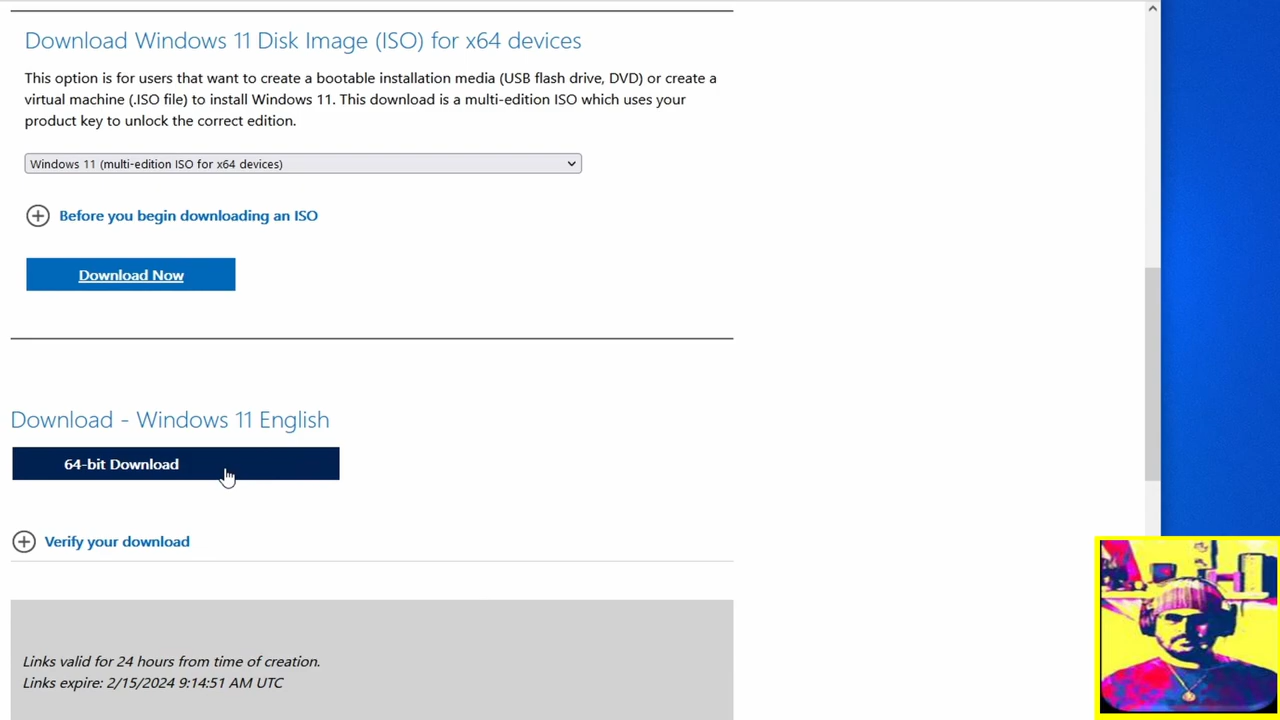 Download Windows 11 Disk Image (ISO) for x64 devices
This option is for users that want to create a bootable installation media (USB flash drive, DVD) or create a
virtual machine (.ISO file) to install Windows 11. This download is a multi-edition ISO which uses your
product key to unlock the correct edition.
Windows 11 (multi-edition ISO for x64 devices)
Before you begin downloading an ISO
Download Now
Download - Windows 11 English
64-bit Download
Verify your download
Links valid for 24 hours from time of creation.
Links expire: 2/15/2024 9:14:51 AM UTC